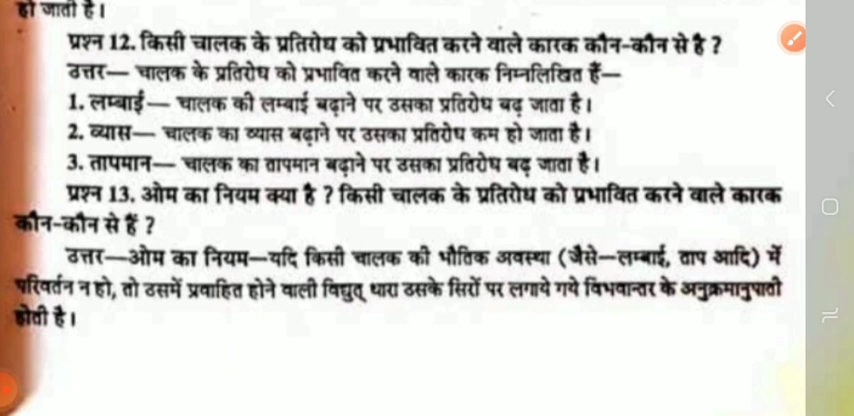 हो जाती है।
प्रश्न 12. किसी चालक के प्रतिरोध को प्रभावित करने वाले कारक कौन-कौन से है ?
उत्तर— चालक के प्रतिरोध को प्रभावित करने वाले कारक निम्नलिखित हैं—
1. लम्बाई— चालक की लम्बाई बढ़ाने पर उसका प्रतिरोध बढ़ जाता है।
2. व्यास— चालक का व्यास बढ़ाने पर उसका प्रतिरोध कम हो जाता है।
3. तापमान— चालक का तापमान बढ़ाने पर उसका प्रतिरोध बढ़ जाता है।
प्रश्न 13. ओम का नियम क्या है ? किसी चालक के प्रतिरोध को प्रभावित करने वाले कारक
कौन-कौन से हैं ?
उत्तर—ओम का नियम—यदि किसी चालक की भौतिक अवस्था (जैसे—लम्बाई, ताप आदि) में
परिवर्तन न हो, तो उसमें प्रवाहित होने वाली विद्युत् धारा उसके सिरों पर लगाये गये विभवान्तर के अनुक्रमानुपाती
होती है।